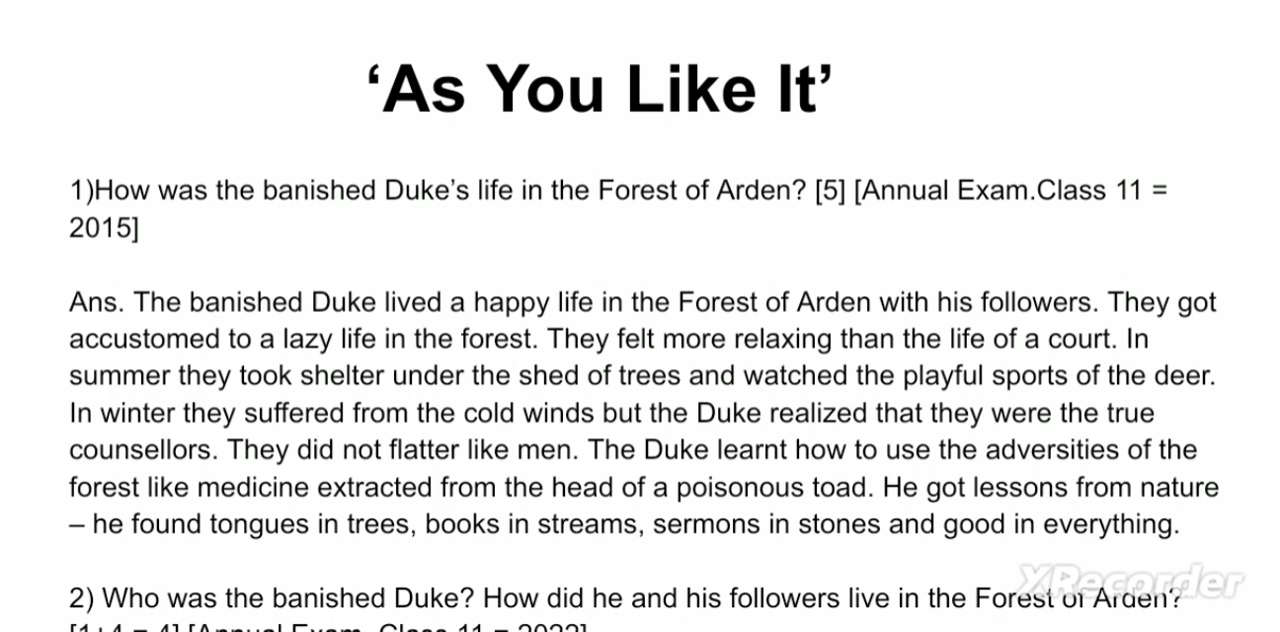 ‘As You Like It’
1)How was the banished Duke’s life in the Forest of Arden? [5] [Annual Exam.Class 11 =
2015]
Ans. The banished Duke lived a happy life in the Forest of Arden with his followers. They got
accustomed to a lazy life in the forest. They felt more relaxing than the life of a court. In
summer they took shelter under the shed of trees and watched the playful sports of the deer.
In winter they suffered from the cold winds but the Duke realized that they were the true
counsellors. They did not flatter like men. The Duke learnt how to use the adversities of the
forest like medicine extracted from the head of a poisonous toad. He got lessons from nature
– he found tongues in trees, books in streams, sermons in stones and good in everything.
XRecorder
2) Who was the banished Duke? How did he and his followers live in the Forest of Arden?
[1+4 = 4] [Annual Exam. Class 11 = 2022]